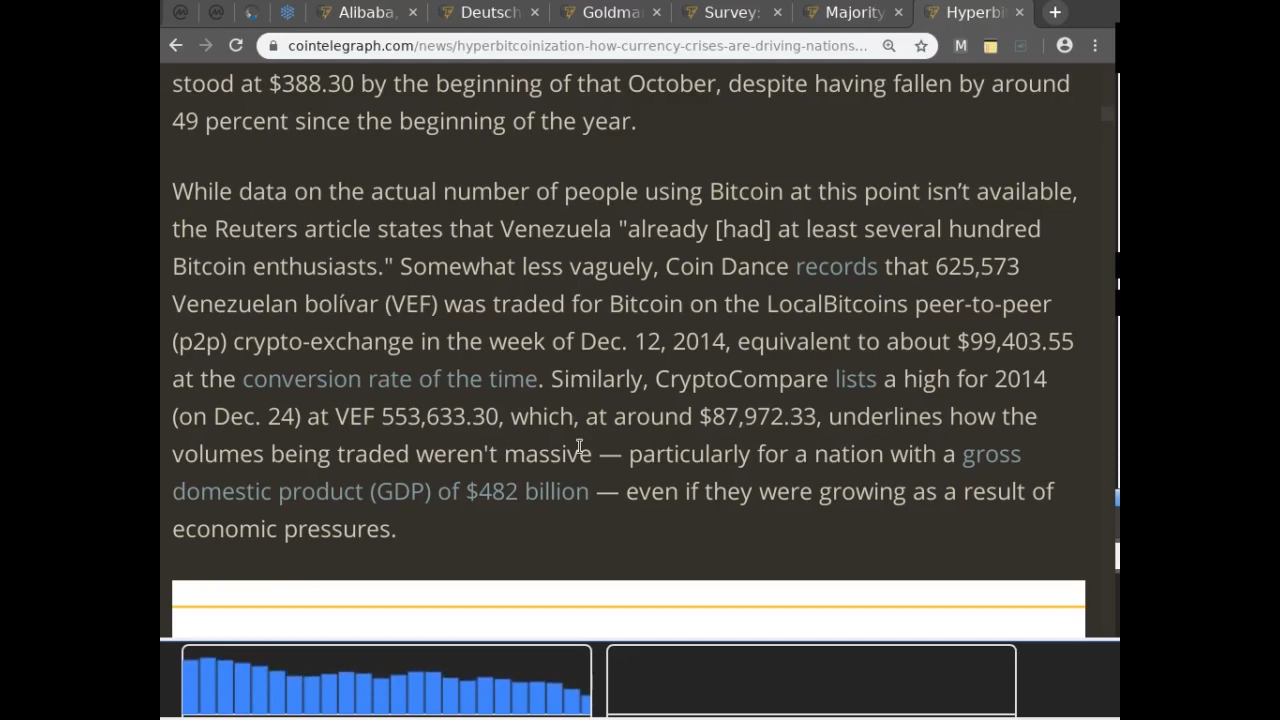 Alibaba,
Deutsch
Goldma
Survey:
Majority
Hyperbi
cointelegraph.com/news/hyperbitcoinization-how-currency-crises-are-driving-nations...
M
stood at $388.30 by the beginning of that October, despite having fallen by around
49 percent since the beginning of the year.
While data on the actual number of people using Bitcoin at this point isn’t available,
the Reuters article states that Venezuela "already [had] at least several hundred
Bitcoin enthusiasts." Somewhat less vaguely, Coin Dance records that 625,573
Venezuelan bolívar (VEF) was traded for Bitcoin on the LocalBitcoins peer-to-peer
(p2p) crypto-exchange in the week of Dec. 12, 2014, equivalent to about $99,403.55
at the conversion rate of the time. Similarly, CryptoCompare lists a high for 2014
(on Dec. 24) at VEF 553,633.30, which, at around $87,972.33, underlines how the
volumes being traded weren't massive — particularly for a nation with a gross
domestic product (GDP) of $482 billion — even if they were growing as a result of
economic pressures.